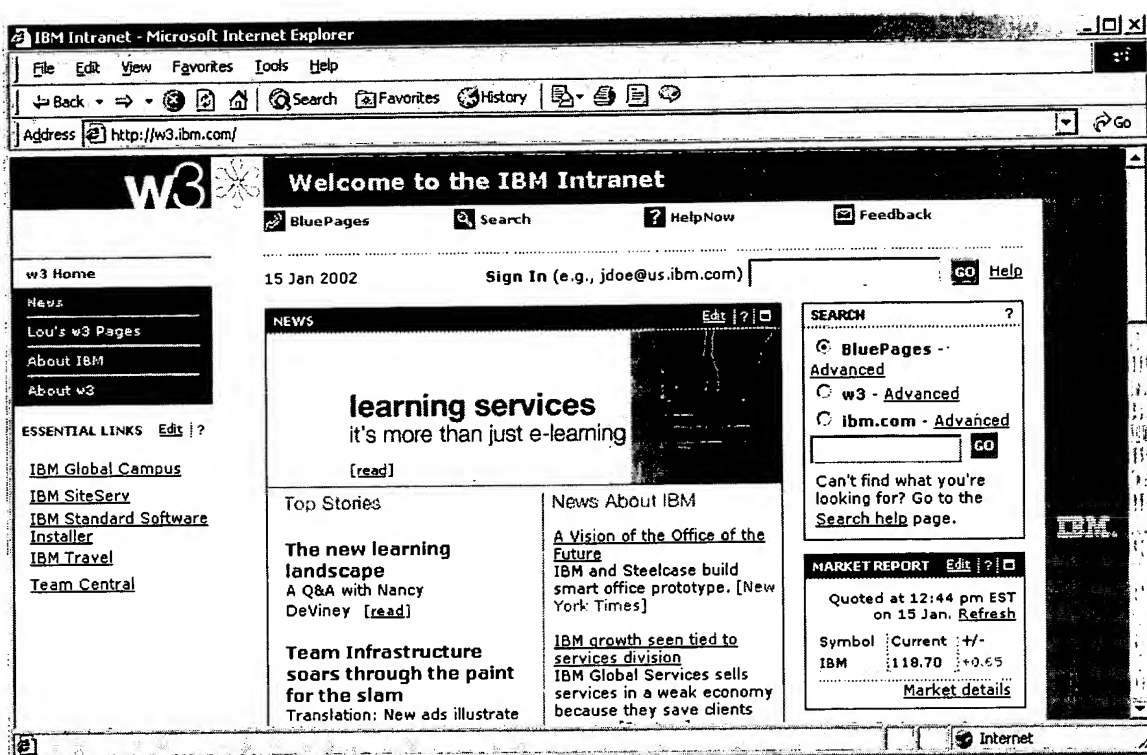 IBM Intranet - Microsoft Internet Explorer
File Edit View Favorites Tools Help
Back Search Favorites History
Address http://w3.ibm.com/ Go
w3
Welcome to the IBM Intranet
BluePages Search HelpNow Feedback
w3 Home
News
Lou's w3 Pages
About IBM
About w3
ESSENTIAL LINKS Edit ?
IBM Global Campus
IBM SiteServ
IBM Standard Software
Installer
IBM Travel
Team Central
15 Jan 2002 Sign In (e.g., jdoe@us.ibm.com) GO Help
NEWS Edit ?
learning services
it's more than just e-learning
[read]
Top Stories
The new learning
landscape
A Q&A with Nancy
DeViney [read]
Team Infrastructure
soars through the paint
for the slam
Translation: New ads illustrate
News About IBM
A Vision of the Office of the
Future
IBM and Steelcase build
smart office prototype. [New
York Times]
IBM growth seen tied to
services division
IBM Global Services sells
services in a weak economy
because they save clients
SEARCH ?
BluePages -
Advanced
w3 - Advanced
ibm.com - Advanced
GO
Can't find what you're
looking for? Go to the
Search help page.
MARKET REPORT Edit ?
Quoted at 12:44 pm EST
on 15 Jan. Refresh
Symbol Current +/-
IBM 118.70 +0.65
Market details
IBM.
Internet